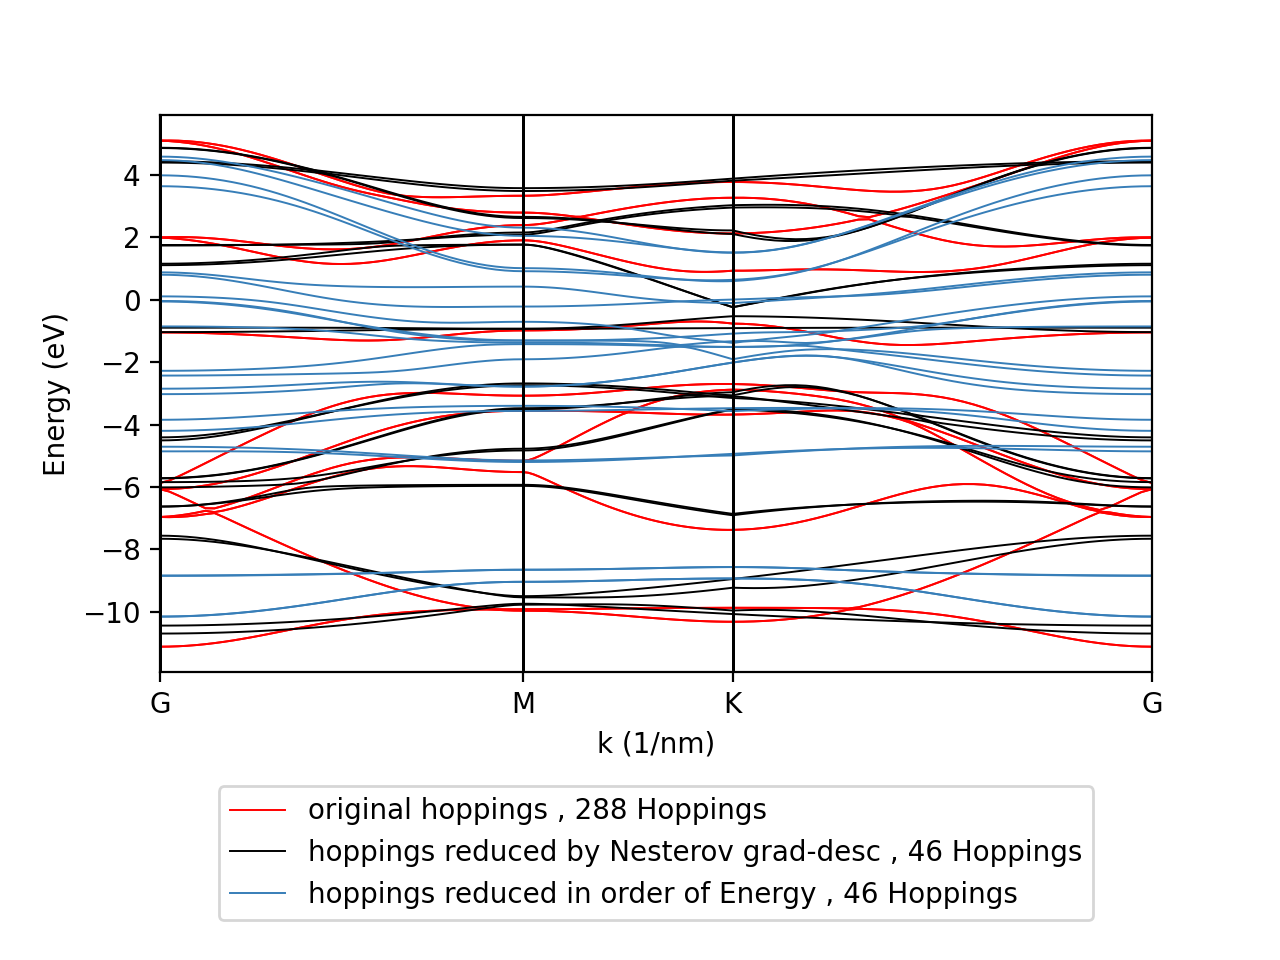 Energy (eV)
4
2
0
−2
−4
−6
−8
−10
G
M
K
G
k (1/nm)
original hoppings , 288 Hoppings
hoppings reduced by Nesterov grad-desc , 46 Hoppings
hoppings reduced in order of Energy , 46 Hoppings